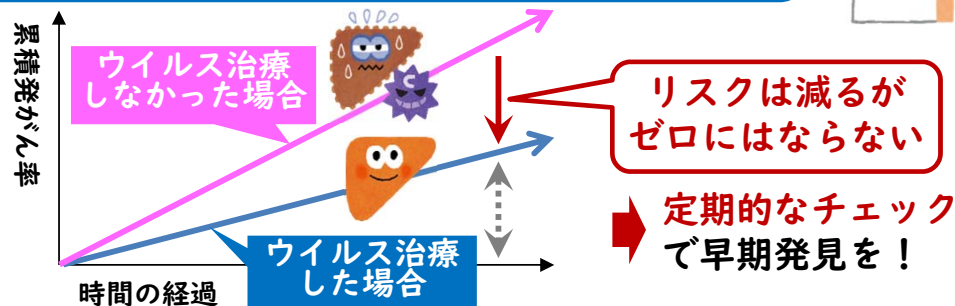 累積発がん率
ウイルス治療
しなかった場合
C
リスクは減るが
ゼロにはならない
定期的なチェック
で早期発見を！
ウイルス治療
した場合
時間の経過